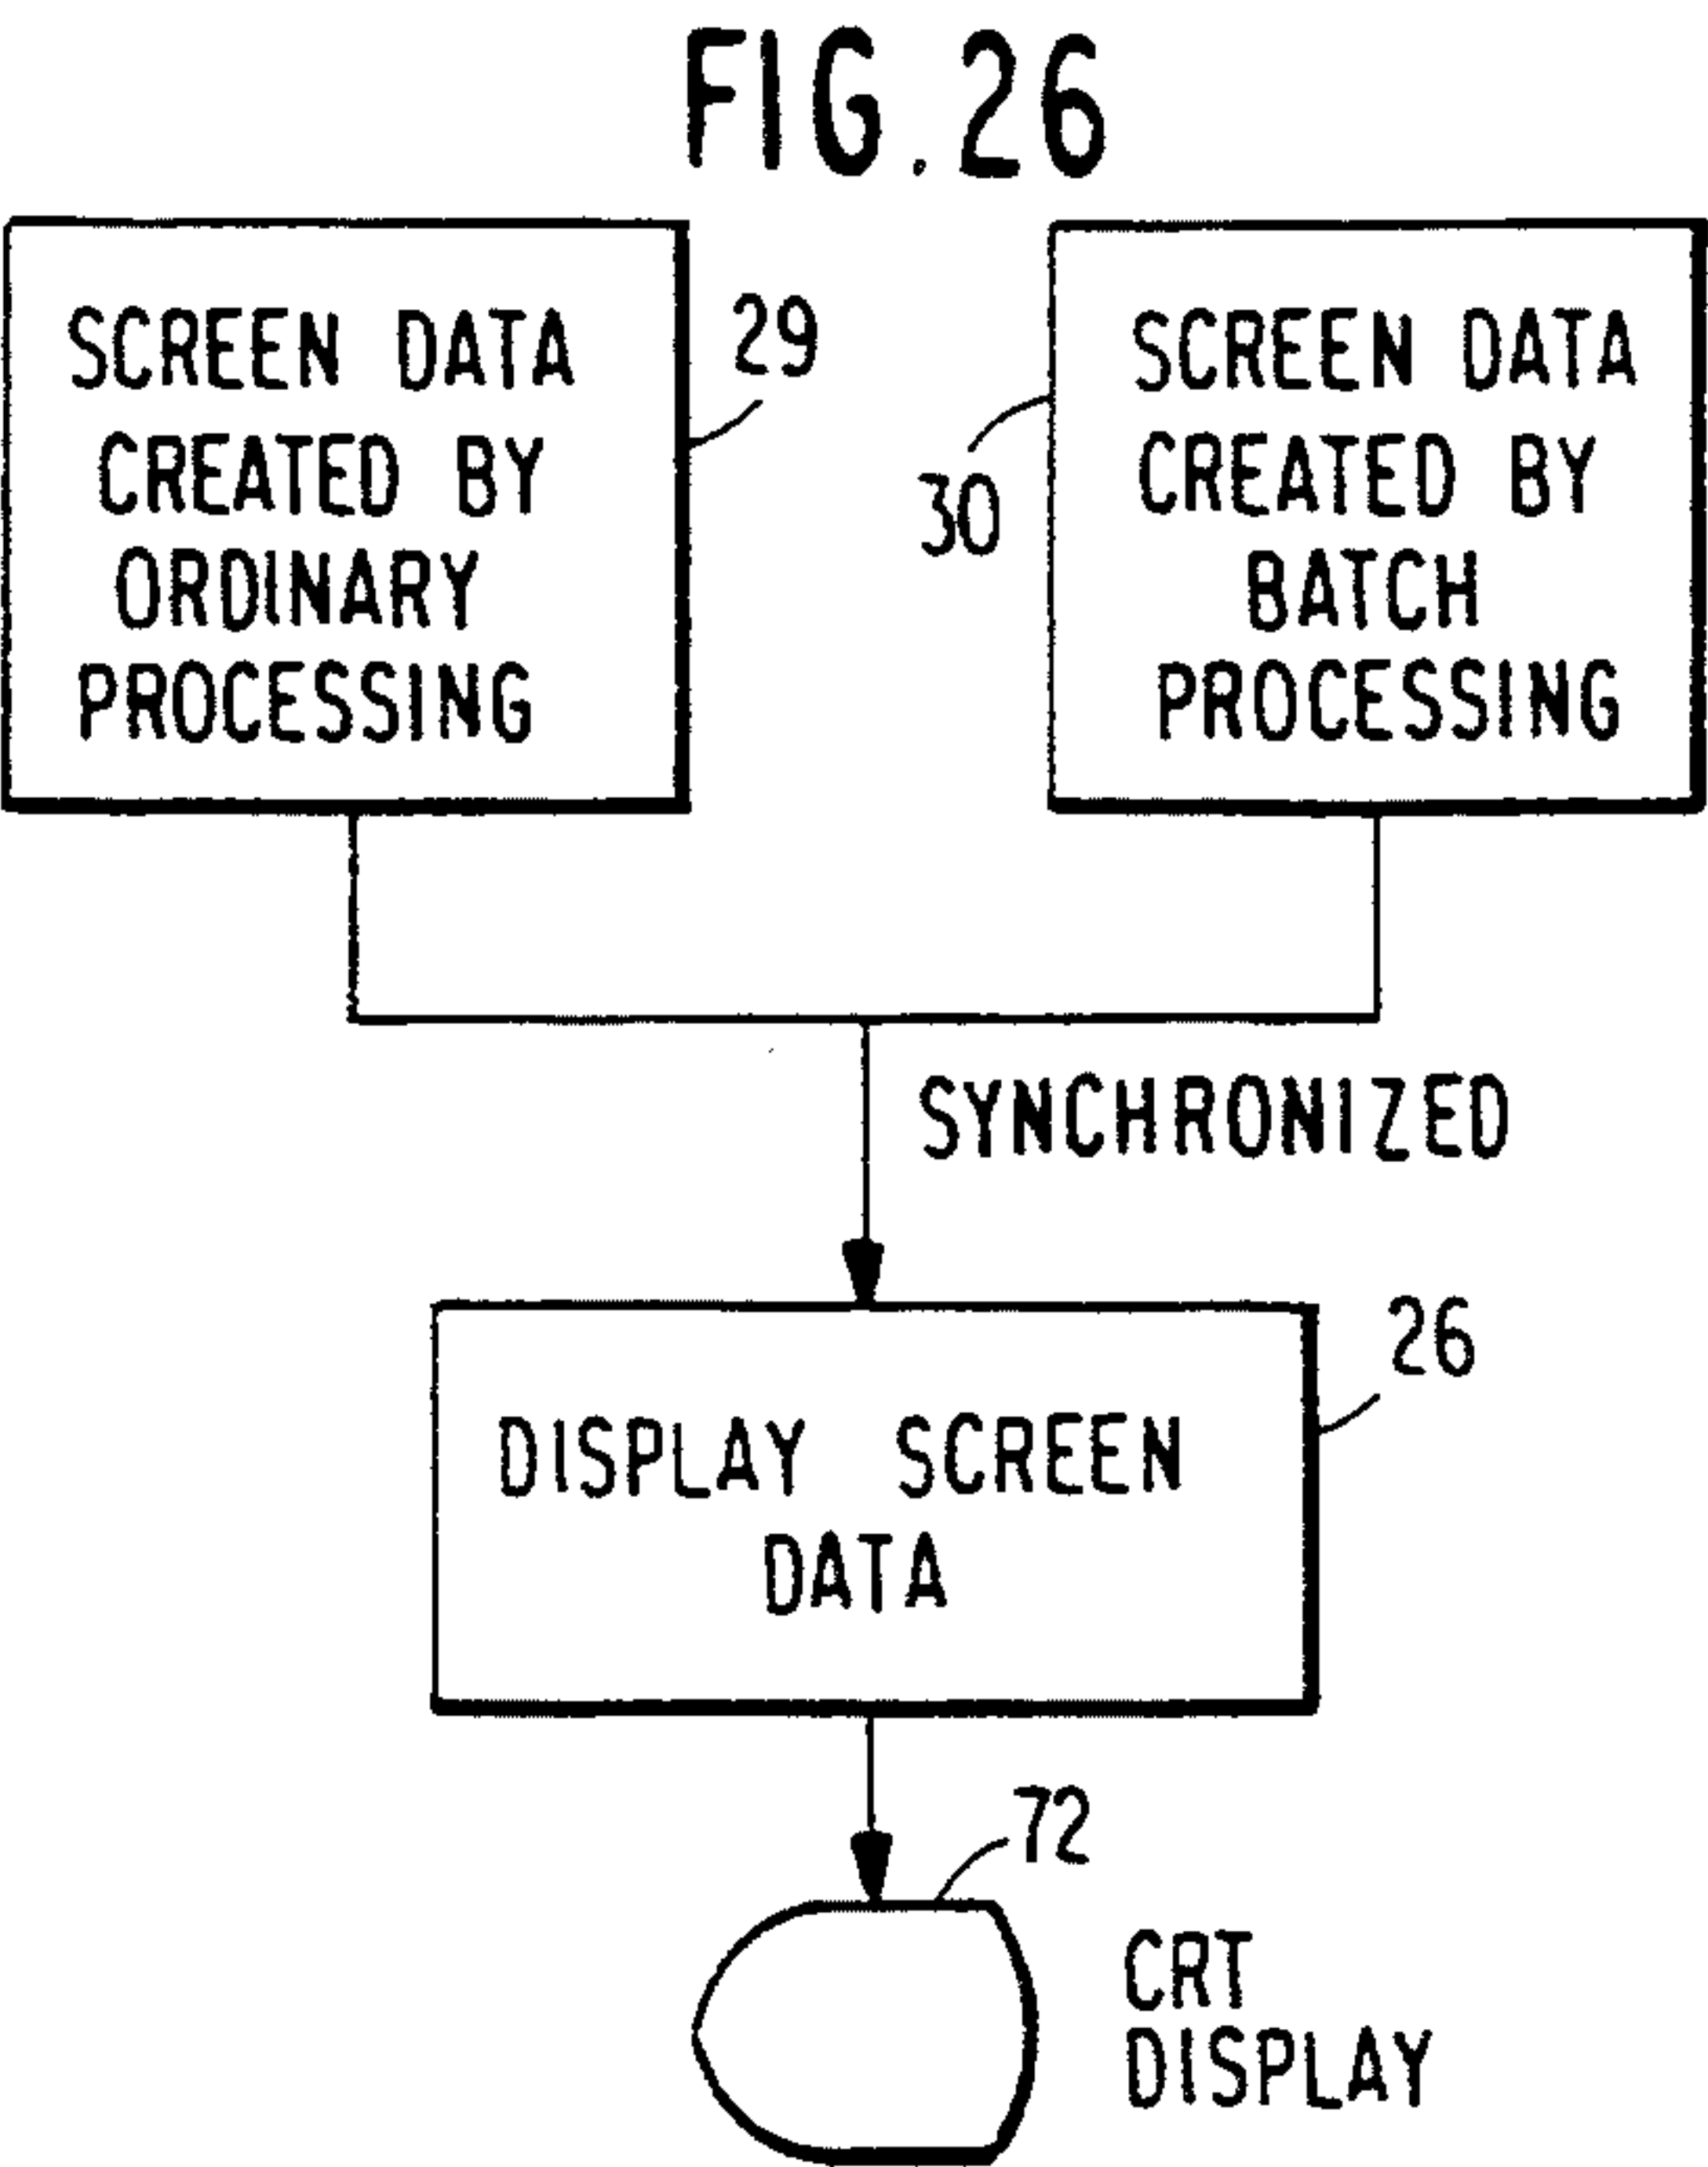 FIG.26
SCREEN DATA
CREATED BY
ORDINARY
PROCESSING
29
SCREEN DATA
CREATED BY
BATCH
PROCESSING
30
SYNCHRONIZED
DISPLAY SCREEN
DATA
26
72
CRT
DISPLAY